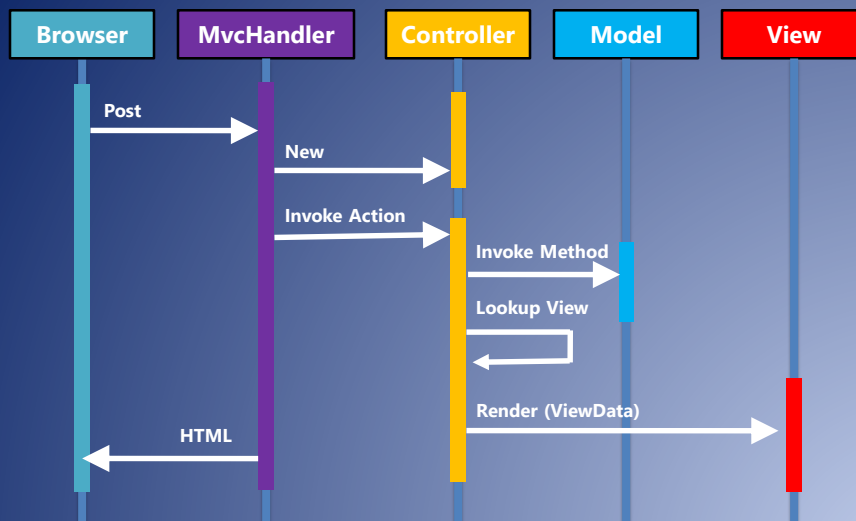 Browser
MvcHandler
Controller
Model
View
Post
New
Invoke Action
Invoke Method
Lookup View
Render (ViewData)
HTML